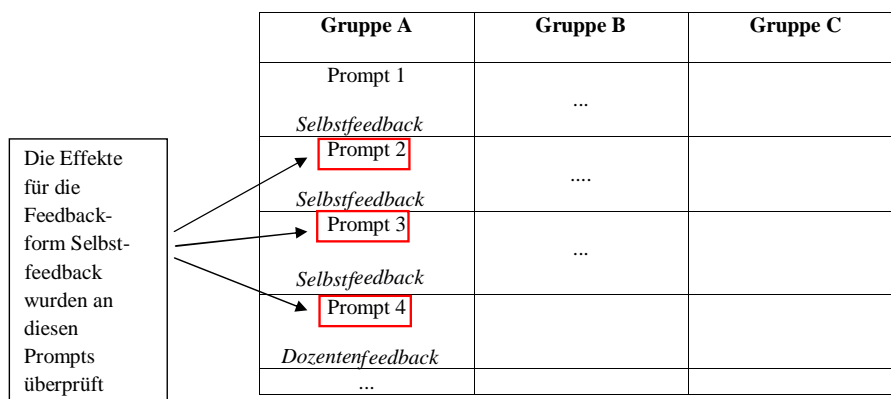 Gruppe A Gruppe B Gruppe C
Prompt 1
...
Selbstfeedback
Prompt 2
....
Selbstfeedback
Prompt 3
...
Selbstfeedback
Prompt 4
Dozentenfeedback
...
Die Effekte
für die
Feedback-
form Selbst-
feedback
wurden an
diesen
Prompts
überprüft